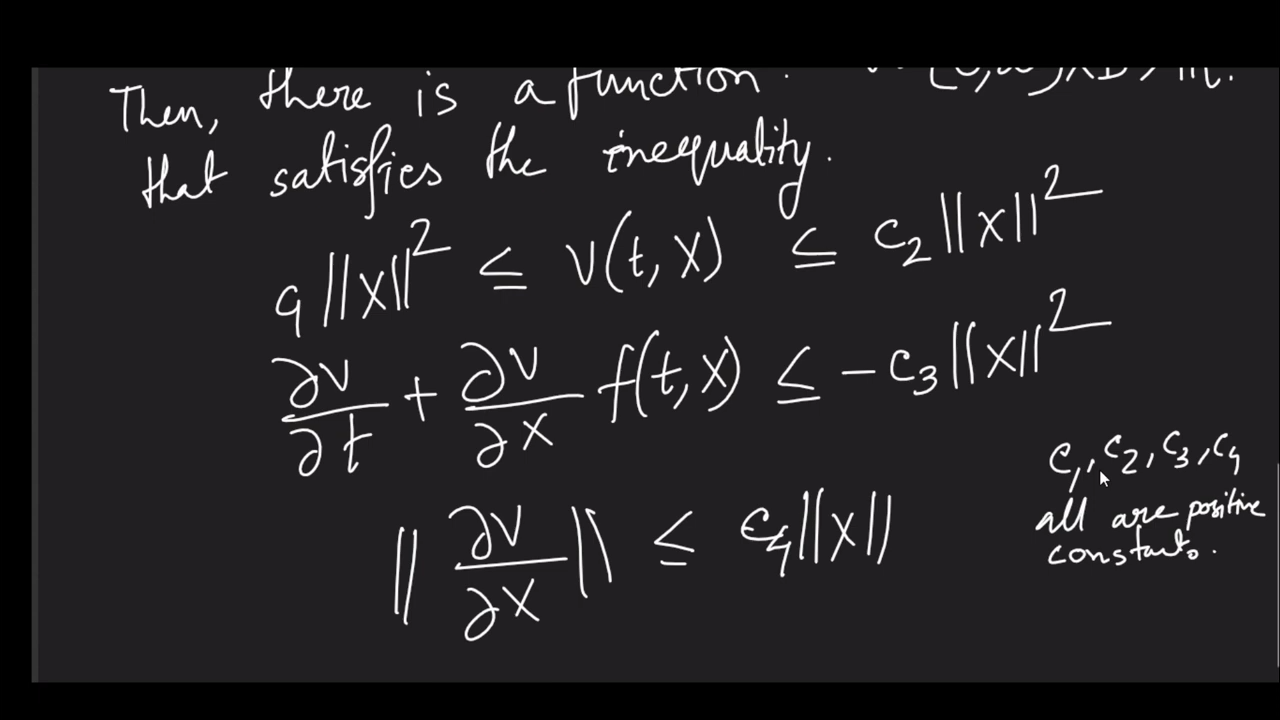 Then, there is a function. V: [0,∞) × D → ℝ.
that satisfies the inequality.
c₁||x||² ≤ V(t, x) ≤ c₂||x||²
∂V/∂t + ∂V/∂x f(t, x) ≤ -c₃||x||²
||∂V/∂x|| ≤ c₄||x||
c₁, c₂, c₃, c₄
all are positive
constants.